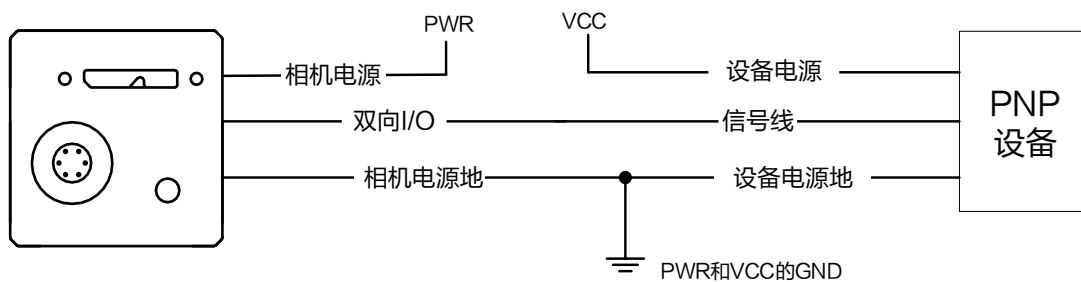 PWR
VCC
相机电源
设备电源
双向I/O
信号线
PNP
设备
相机电源地
设备电源地
PWR和VCC的GND